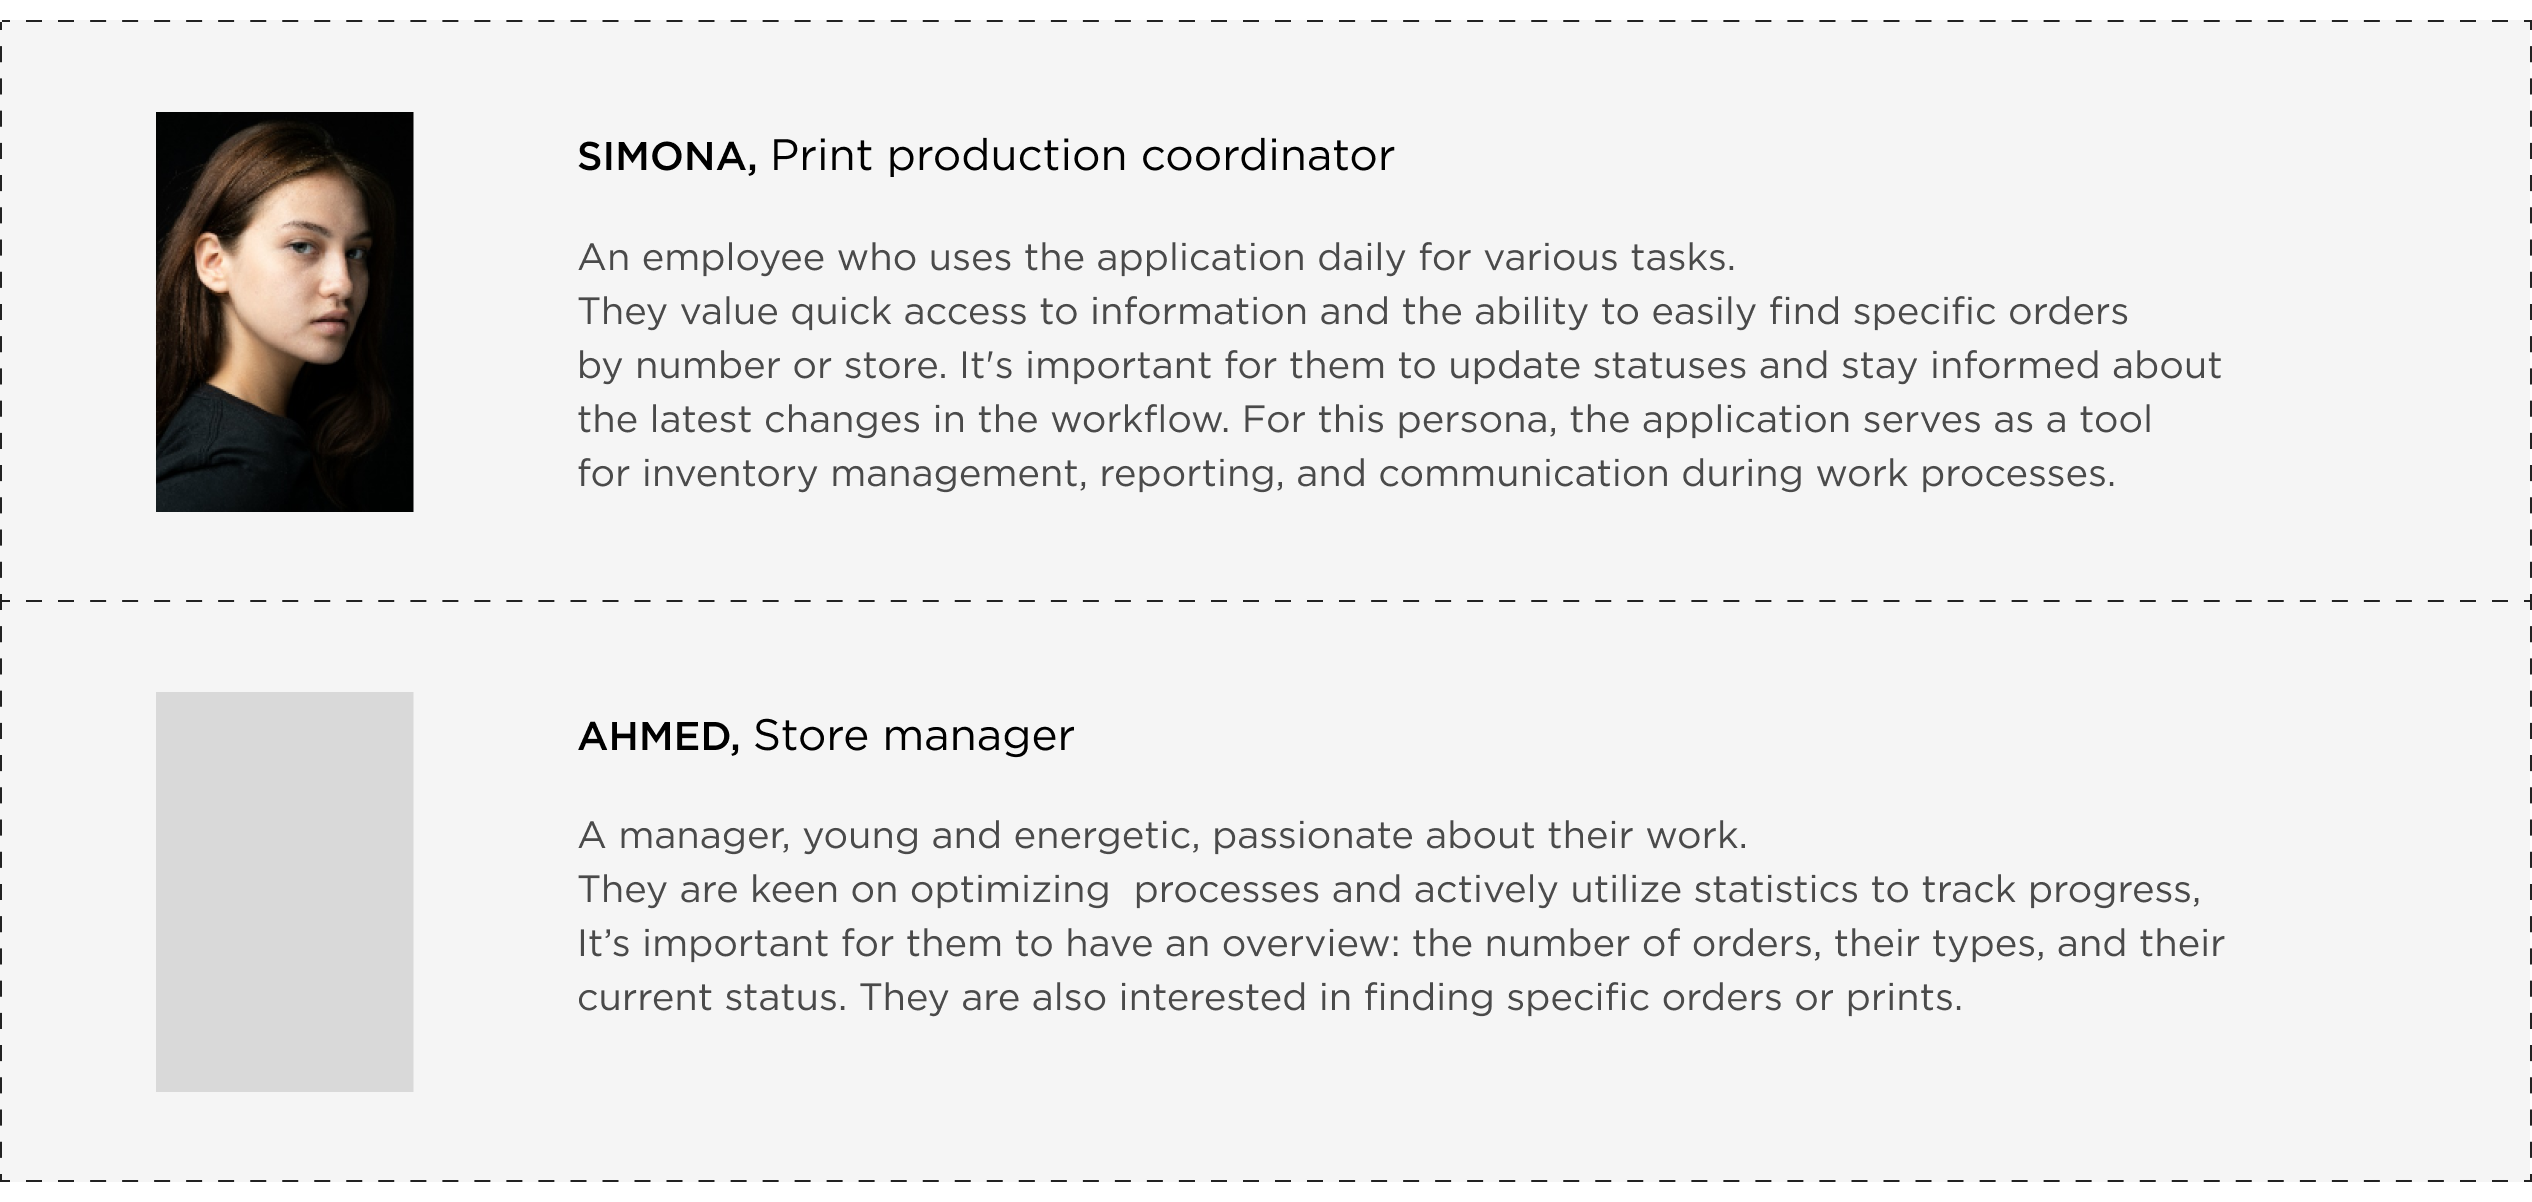 SIMONA, Print production coordinator
An employee who uses the application daily for various tasks.
They value quick access to information and the ability to easily find specific orders
by number or store. It's important for them to update statuses and stay informed about
the latest changes in the workflow. For this persona, the application serves as a tool
for inventory management, reporting, and communication during work processes.
AHMED, Store manager
A manager, young and energetic, passionate about their work.
They are keen on optimizing  processes and actively utilize statistics to track progress,
It’s important for them to have an overview: the number of orders, their types, and their
current status. They are also interested in finding specific orders or prints.